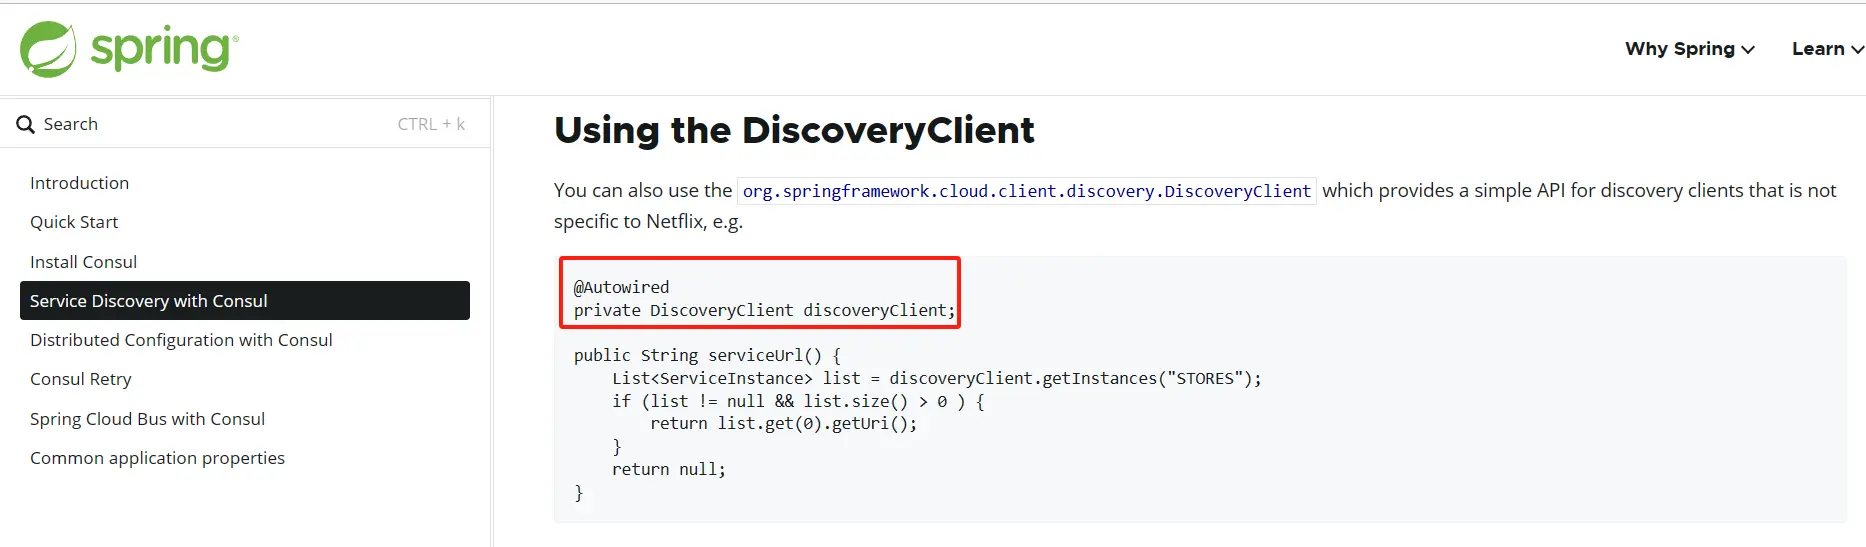 spring®
Why Spring
Learn
Search
CTRL + k
Introduction
Quick Start
Install Consul
Service Discovery with Consul
Distributed Configuration with Consul
Consul Retry
Spring Cloud Bus with Consul
Common application properties
Using the DiscoveryClient
You can also use the org.springframework.cloud.client.discovery.DiscoveryClient which provides a simple API for discovery clients that is not
specific to Netflix, e.g.
@Autowired
private DiscoveryClient discoveryClient;
public String serviceUrl() {
    List<ServiceInstance> list = discoveryClient.getInstances("STORES");
    if (list != null && list.size() > 0 ) {
        return list.get(0).getUri();
    }
    return null;
}